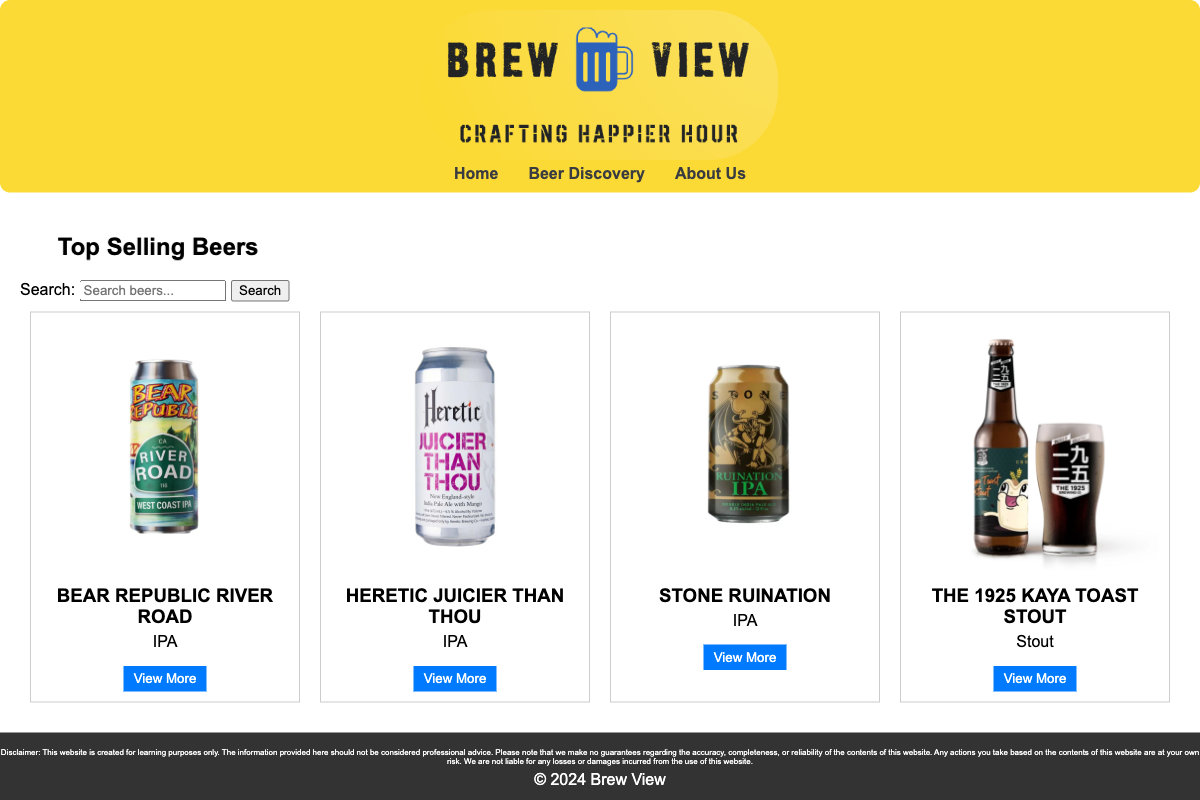 BREW VIEW
CRAFTING HAPPIER HOUR
Home Beer Discovery About Us
Top Selling Beers
Search: Search beers... Search
BEAR REPUBLIC
CA
RIVER
ROAD
WEST COAST IPA
BEAR REPUBLIC RIVER
ROAD
IPA
View More
Heretic
JUICIER
THAN
THOU
New England-style
India Pale Ale with Mango
HERETIC JUICIER THAN
THOU
IPA
View More
STONE
RUINATION
IPA
STONE RUINATION
IPA
View More
一九
二五
一九
二五
THE 1925
BREWING CO.
THE 1925 KAYA TOAST
STOUT
Stout
View More
Disclaimer: This website is created for learning purposes only. The information provided here should not be considered professional advice. Please note that we make no guarantees regarding the accuracy, completeness, or reliability of the contents of this website. Any actions you take based on the contents of this website are at your own
risk. We are not liable for any losses or damages incurred from the use of this website.
© 2024 Brew View